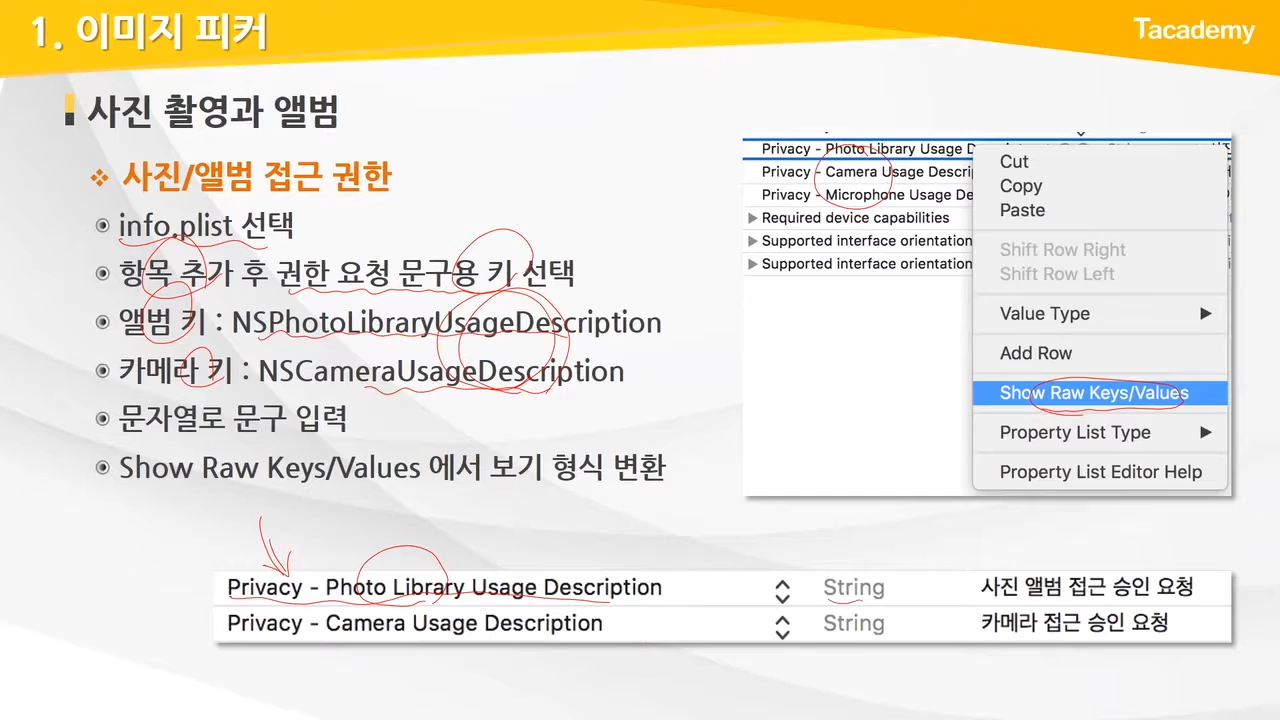 1. 이미지 피커
Tacademy
사진 촬영과 앨범
사진/앨범 접근 권한
info.plist 선택
항목 추가 후 권한 요청 문구용 키 선택
앨범 키 : NSPhotoLibraryUsageDescription
카메라 키 : NSCameraUsageDescription
문자열로 문구 입력
Show Raw Keys/Values 에서 보기 형식 변환
Privacy - Photo Library Usage D
Privacy - Camera Usage Descri
Privacy - Microphone Usage De
Required device capabilities
Supported interface orientation
Supported interface orientation
Cut
Copy
Paste
Shift Row Right
Shift Row Left
Value Type
Add Row
Show Raw Keys/Values
Property List Type
Property List Editor Help
Privacy - Photo Library Usage Description String 사진 앨범 접근 승인 요청
Privacy - Camera Usage Description String 카메라 접근 승인 요청